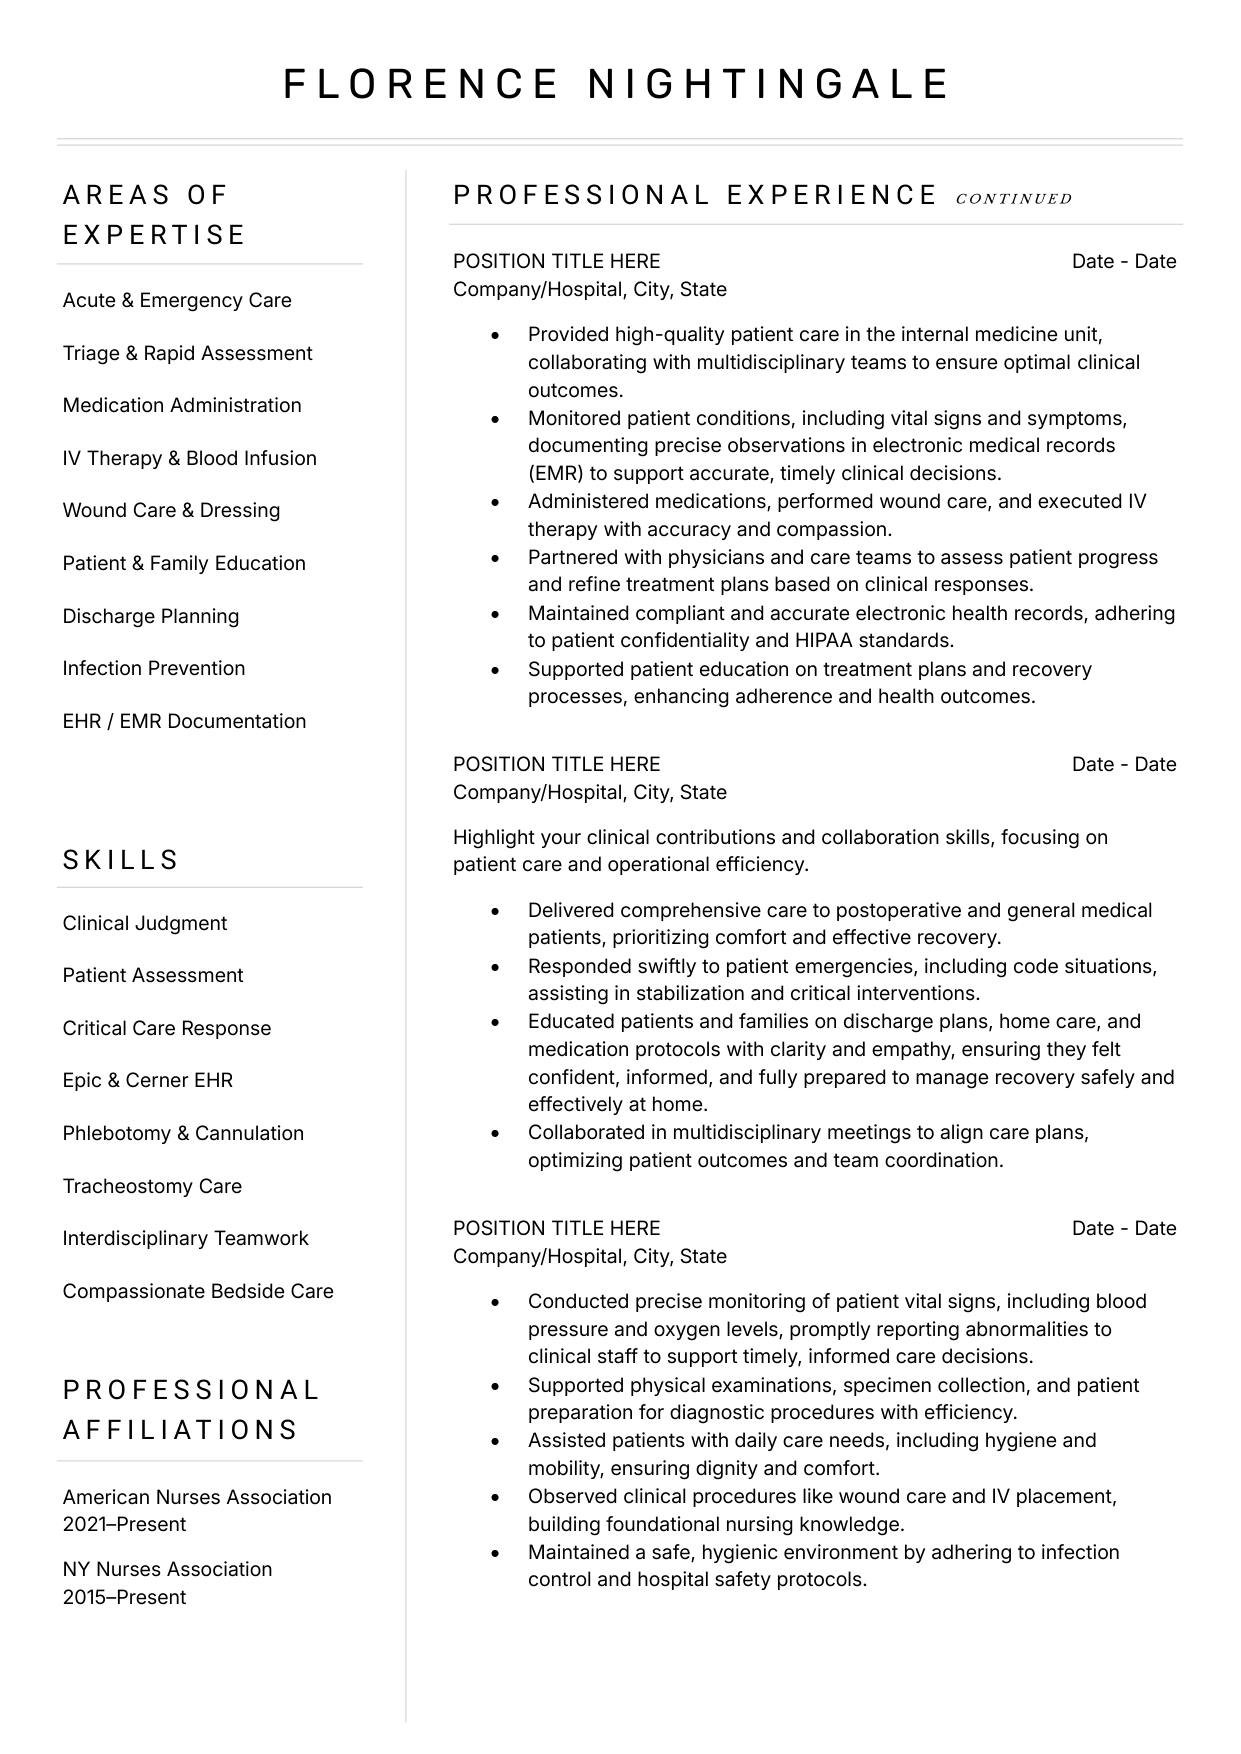 FLORENCE NIGHTINGALE
AREAS OF
EXPERTISE
Acute & Emergency Care
Triage & Rapid Assessment
Medication Administration
IV Therapy & Blood Infusion
Wound Care & Dressing
Patient & Family Education
Discharge Planning
Infection Prevention
EHR / EMR Documentation
SKILLS
Clinical Judgment
Patient Assessment
Critical Care Response
Epic & Cerner EHR
Phlebotomy & Cannulation
Tracheostomy Care
Interdisciplinary Teamwork
Compassionate Bedside Care
PROFESSIONAL
AFFILIATIONS
American Nurses Association
2021–Present
NY Nurses Association
2015–Present
PROFESSIONAL EXPERIENCE CONTINUED
POSITION TITLE HERE Date - Date
Company/Hospital, City, State
• Provided high-quality patient care in the internal medicine unit,
collaborating with multidisciplinary teams to ensure optimal clinical
outcomes.
• Monitored patient conditions, including vital signs and symptoms,
documenting precise observations in electronic medical records
(EMR) to support accurate, timely clinical decisions.
• Administered medications, performed wound care, and executed IV
therapy with accuracy and compassion.
• Partnered with physicians and care teams to assess patient progress
and refine treatment plans based on clinical responses.
• Maintained compliant and accurate electronic health records, adhering
to patient confidentiality and HIPAA standards.
• Supported patient education on treatment plans and recovery
processes, enhancing adherence and health outcomes.
POSITION TITLE HERE Date - Date
Company/Hospital, City, State
Highlight your clinical contributions and collaboration skills, focusing on
patient care and operational efficiency.
• Delivered comprehensive care to postoperative and general medical
patients, prioritizing comfort and effective recovery.
• Responded swiftly to patient emergencies, including code situations,
assisting in stabilization and critical interventions.
• Educated patients and families on discharge plans, home care, and
medication protocols with clarity and empathy, ensuring they felt
confident, informed, and fully prepared to manage recovery safely and
effectively at home.
• Collaborated in multidisciplinary meetings to align care plans,
optimizing patient outcomes and team coordination.
POSITION TITLE HERE Date - Date
Company/Hospital, City, State
• Conducted precise monitoring of patient vital signs, including blood
pressure and oxygen levels, promptly reporting abnormalities to
clinical staff to support timely, informed care decisions.
• Supported physical examinations, specimen collection, and patient
preparation for diagnostic procedures with efficiency.
• Assisted patients with daily care needs, including hygiene and
mobility, ensuring dignity and comfort.
• Observed clinical procedures like wound care and IV placement,
building foundational nursing knowledge.
• Maintained a safe, hygienic environment by adhering to infection
control and hospital safety protocols.